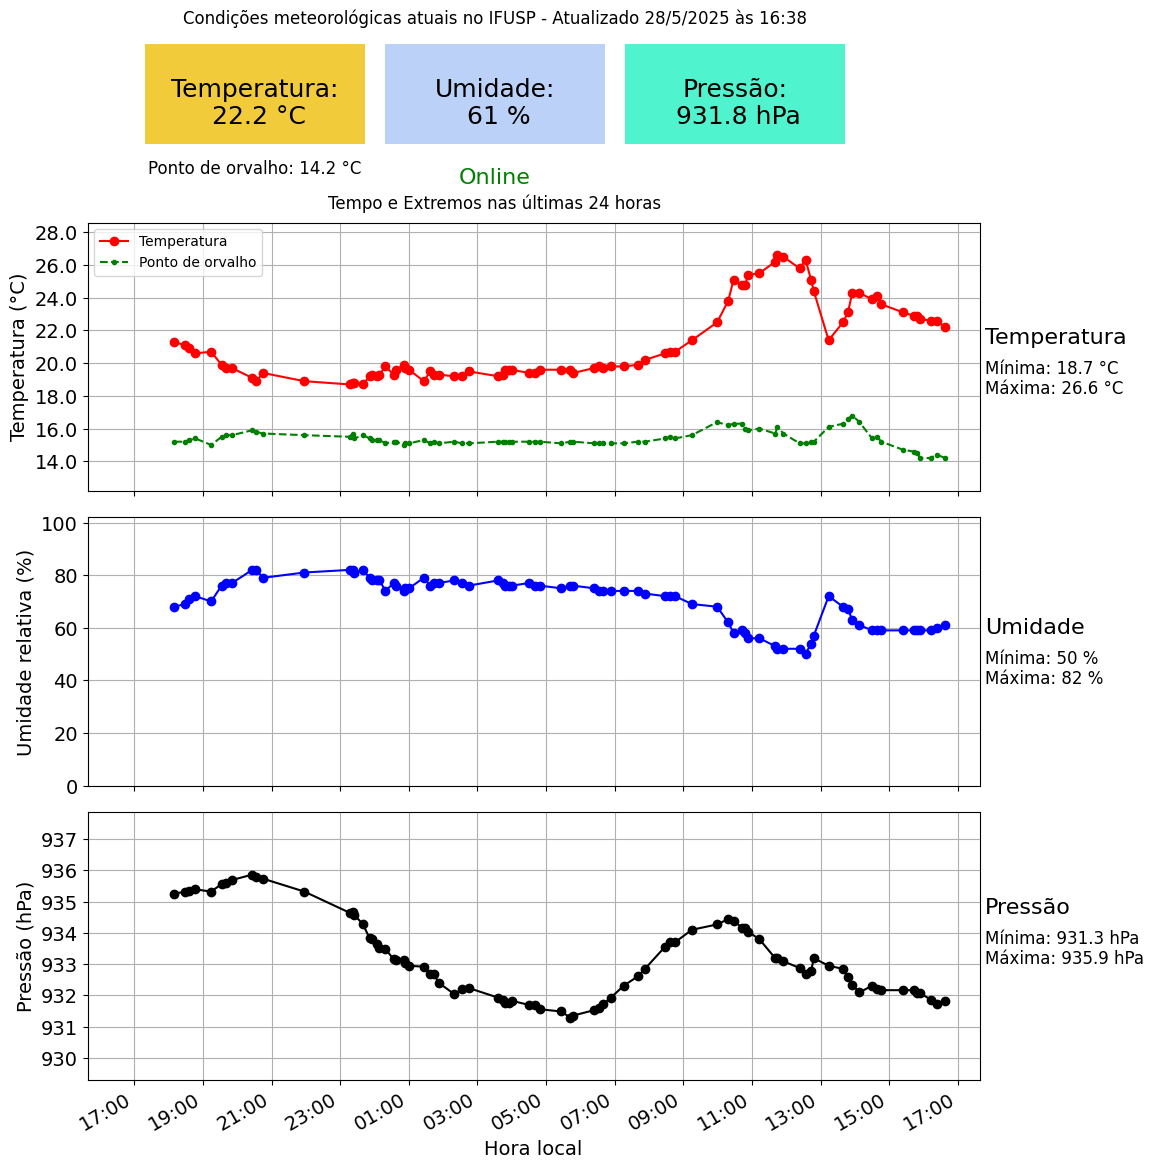 Condições meteorológicas atuais no IFUSP - Atualizado 28/5/2025 às 16:38
Temperatura:
22.2 °C
Umidade:
61 %
Pressão:
931.8 hPa
Ponto de orvalho: 14.2 °C
Online
Tempo e Extremos nas últimas 24 horas
Temperatura (°C)
28.0
26.0
24.0
22.0
20.0
18.0
16.0
14.0
Temperatura
Ponto de orvalho
Temperatura
Mínima: 18.7 °C
Máxima: 26.6 °C
Umidade relativa (%)
100
80
60
40
20
0
Umidade
Mínima: 50 %
Máxima: 82 %
Pressão (hPa)
937
936
935
934
933
932
931
930
Pressão
Mínima: 931.3 hPa
Máxima: 935.9 hPa
17:00 19:00 21:00 23:00 01:00 03:00 05:00 07:00 09:00 11:00 13:00 15:00 17:00
Hora local